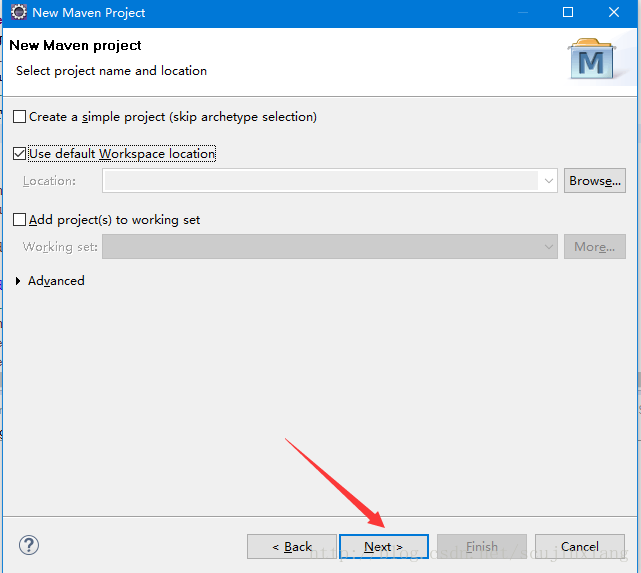 New Maven Project
New Maven project
Select project name and location
M
Create a simple project (skip archetype selection)
Use default Workspace location
Location:
Browse...
Add project(s) to working set
Working set:
More...
Advanced
?
< Back
Next >
Finish
Cancel
http://blog.csdn.net/soujinxiang